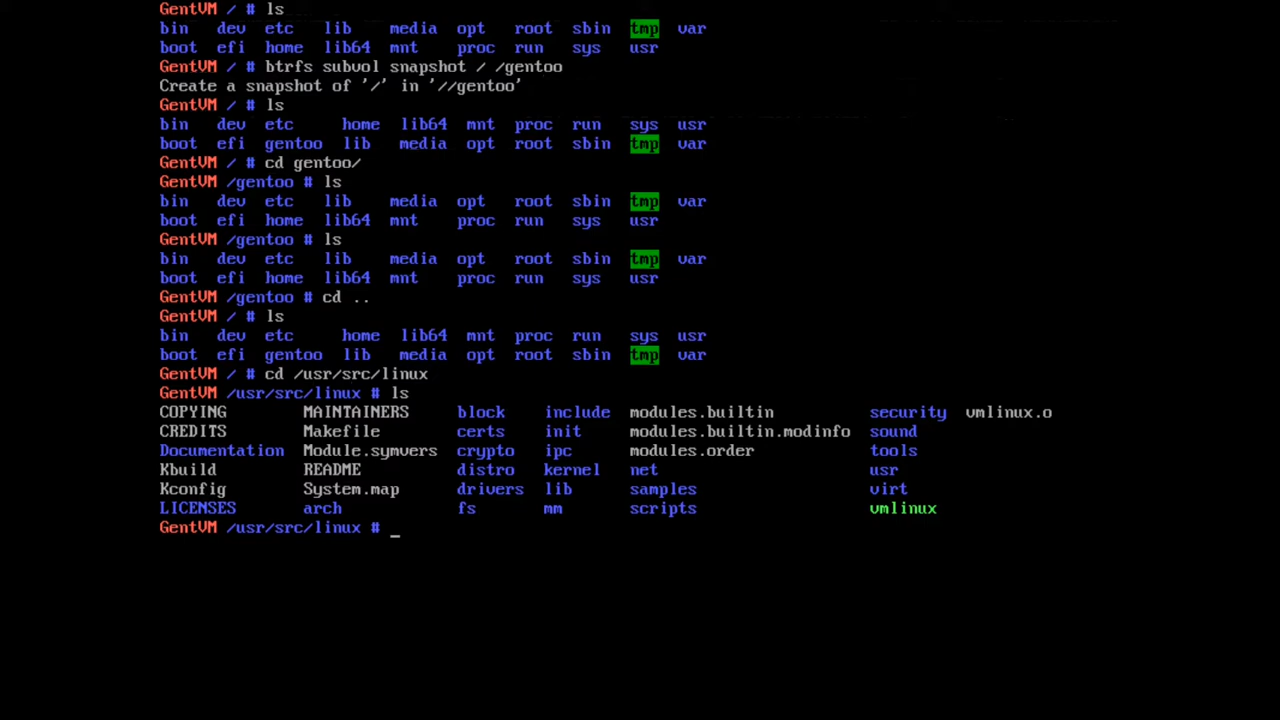 GentVM / # ls
bin   dev  etc   lib    media  opt   root  sbin  tmp  var
boot  efi  home  lib64  mnt    proc  run   sys   usr
GentVM / # btrfs subvol snapshot / /gentoo
Create a snapshot of '/' in '//gentoo'
GentVM / # ls
bin   dev  etc     home  lib64  mnt  proc  run   sys  usr
boot  efi  gentoo  lib   media  opt  root  sbin  tmp  var
GentVM / # cd gentoo/
GentVM /gentoo # ls
bin   dev  etc   lib    media  opt   root  sbin  tmp  var
boot  efi  home  lib64  mnt    proc  run   sys   usr
GentVM /gentoo # ls
bin   dev  etc   lib    media  opt   root  sbin  tmp  var
boot  efi  home  lib64  mnt    proc  run   sys   usr
GentVM /gentoo # cd ..
GentVM / # ls
bin   dev  etc     home  lib64  mnt  proc  run   sys  usr
boot  efi  gentoo  lib   media  opt  root  sbin  tmp  var
GentVM / # cd /usr/src/linux
GentVM /usr/src/linux # ls
COPYING        MAINTAINERS     block    include  modules.builtin          security  vmlinux.o
CREDITS        Makefile        certs    init     modules.builtin.modinfo  sound
Documentation  Module.symvers  crypto   ipc      modules.order            tools
Kbuild         README          distro   kernel   net                      usr
Kconfig        System.map      drivers  lib      samples                  virt
LICENSES       arch            fs       mm       scripts                  vmlinux
GentVM /usr/src/linux # _